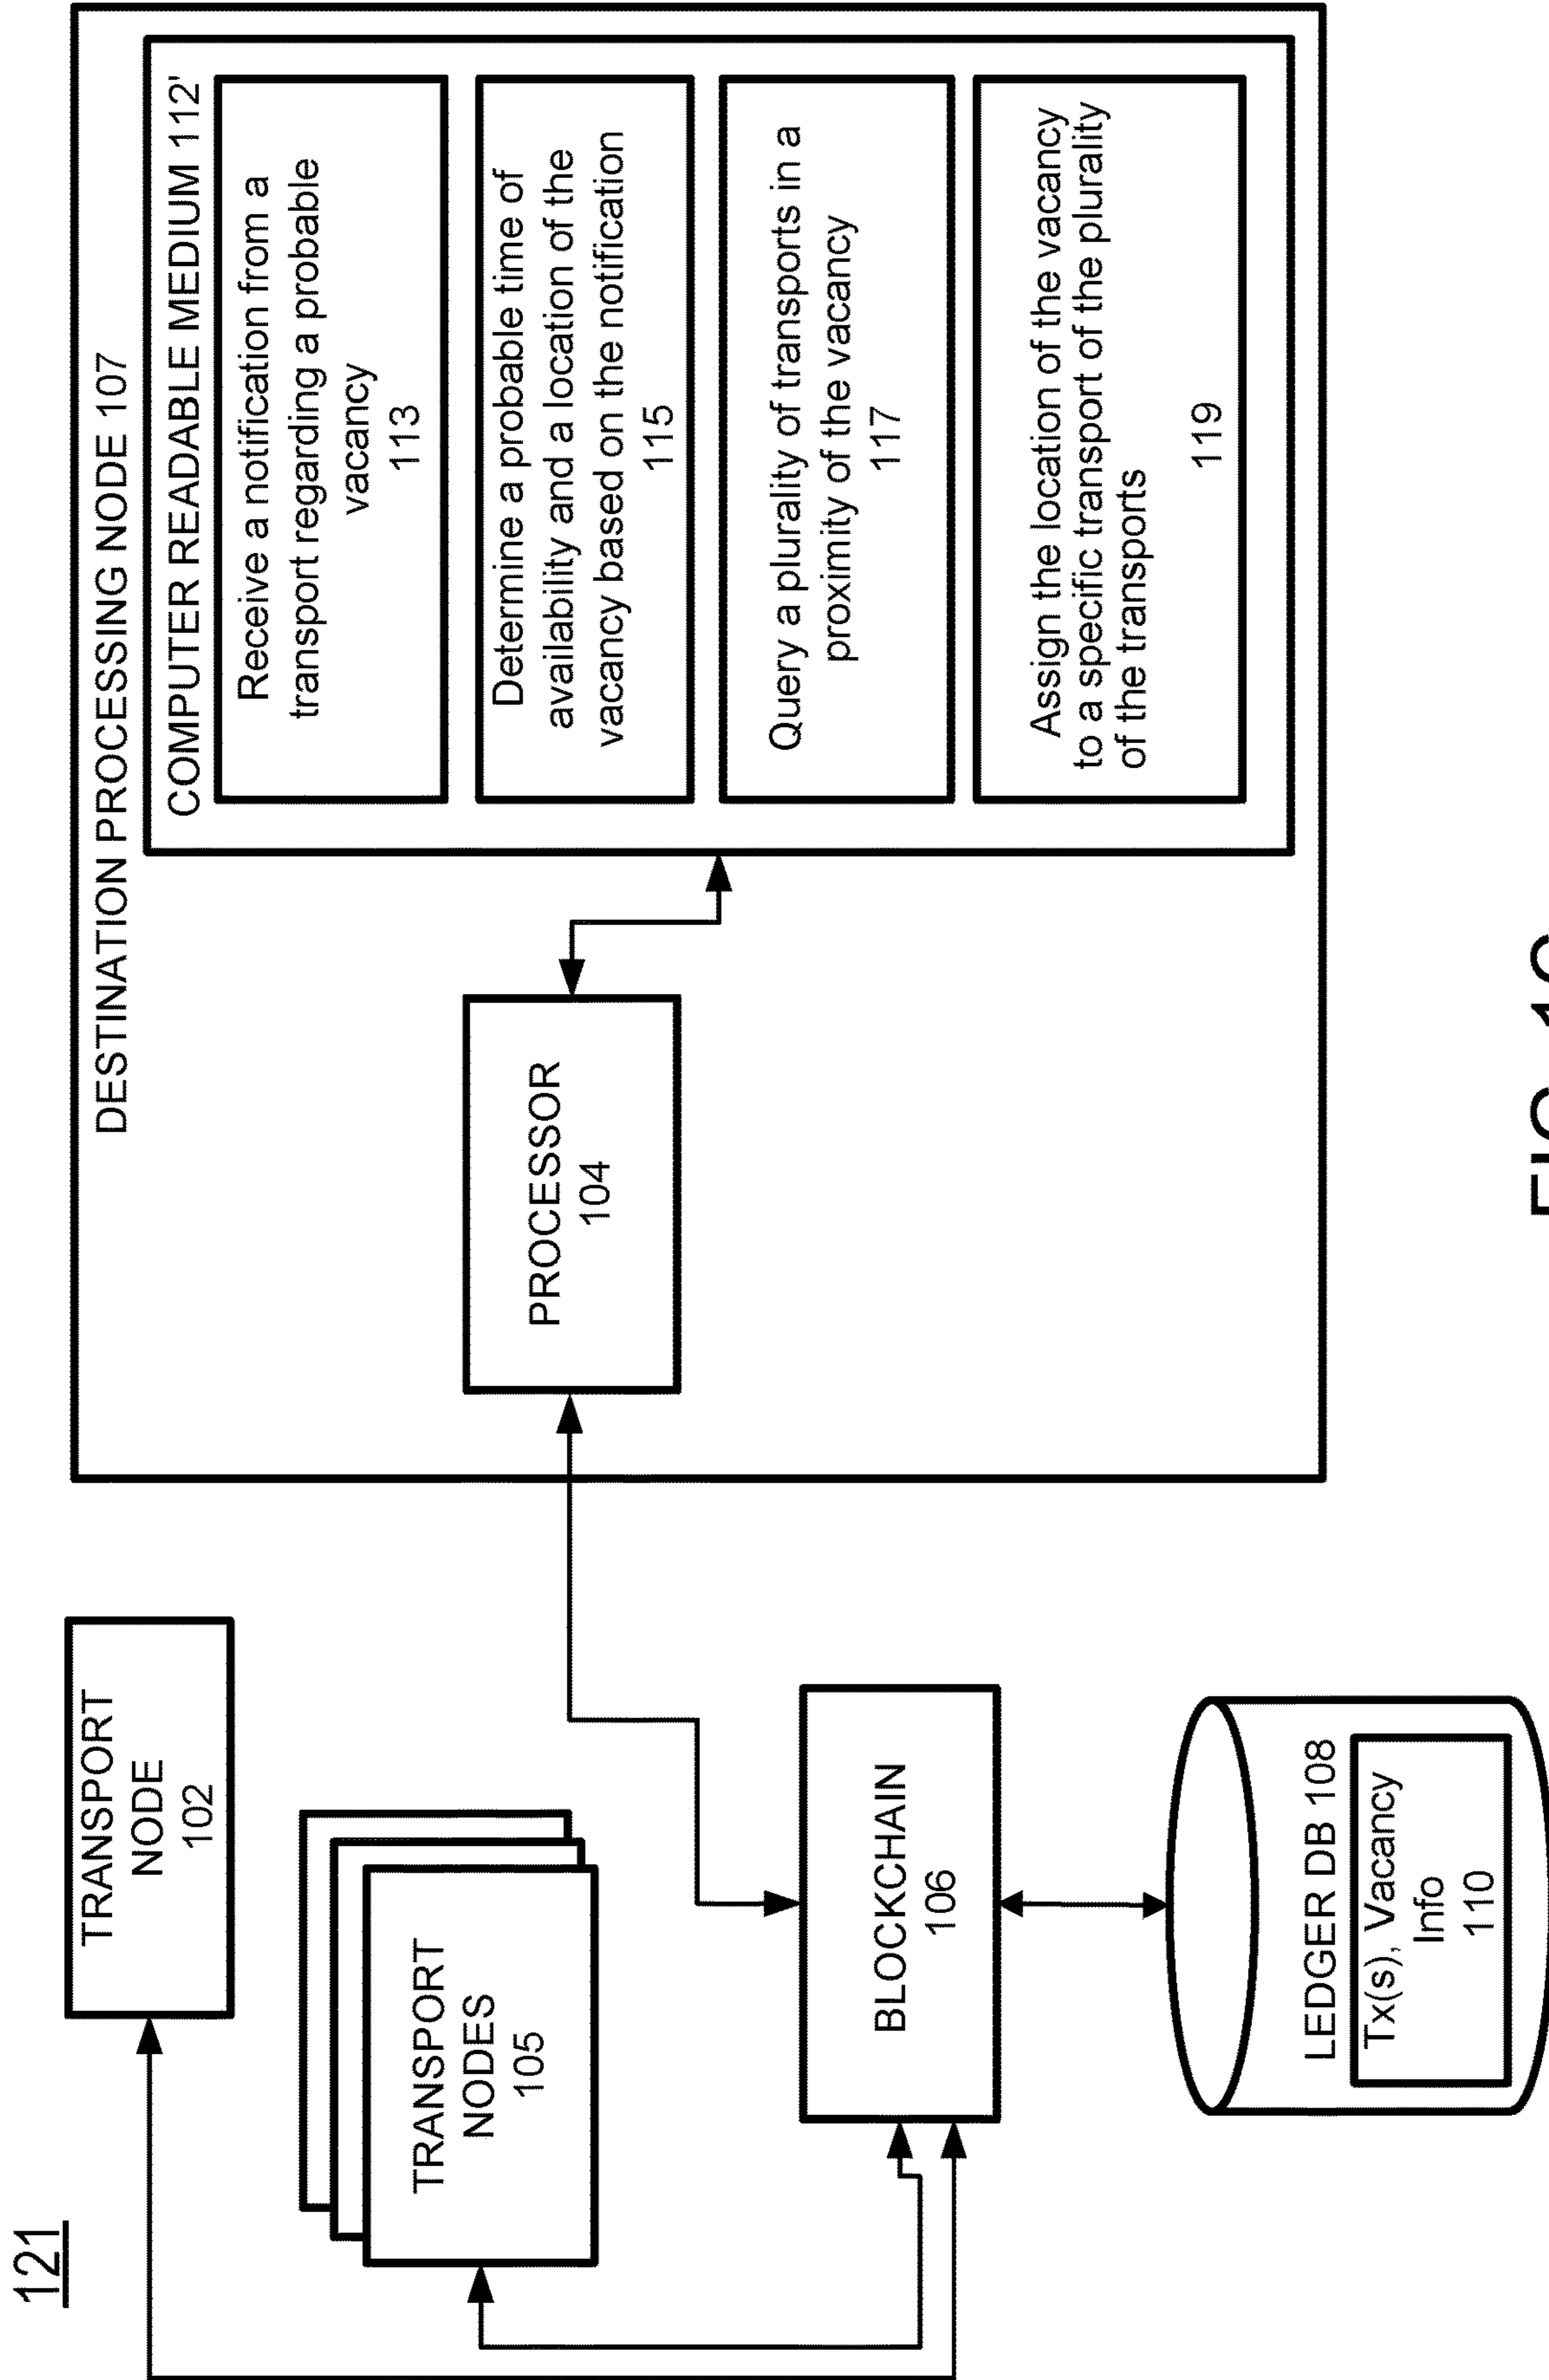 121
TRANSPORT
NODE
102
TRANSPORT
NODES
105
BLOCKCHAIN
106
LEDGER DB 108
Tx(s), Vacancy
Info
110
DESTINATION PROCESSING NODE 107
PROCESSOR
104
COMPUTER READABLE MEDIUM 112'
Receive a notification from a
transport regarding a probable
vacancy
113
Determine a probable time of
availability and a location of the
vacancy based on the notification
115
Query a plurality of transports in a
proximity of the vacancy
117
Assign the location of the vacancy
to a specific transport of the plurality
of the transports
119